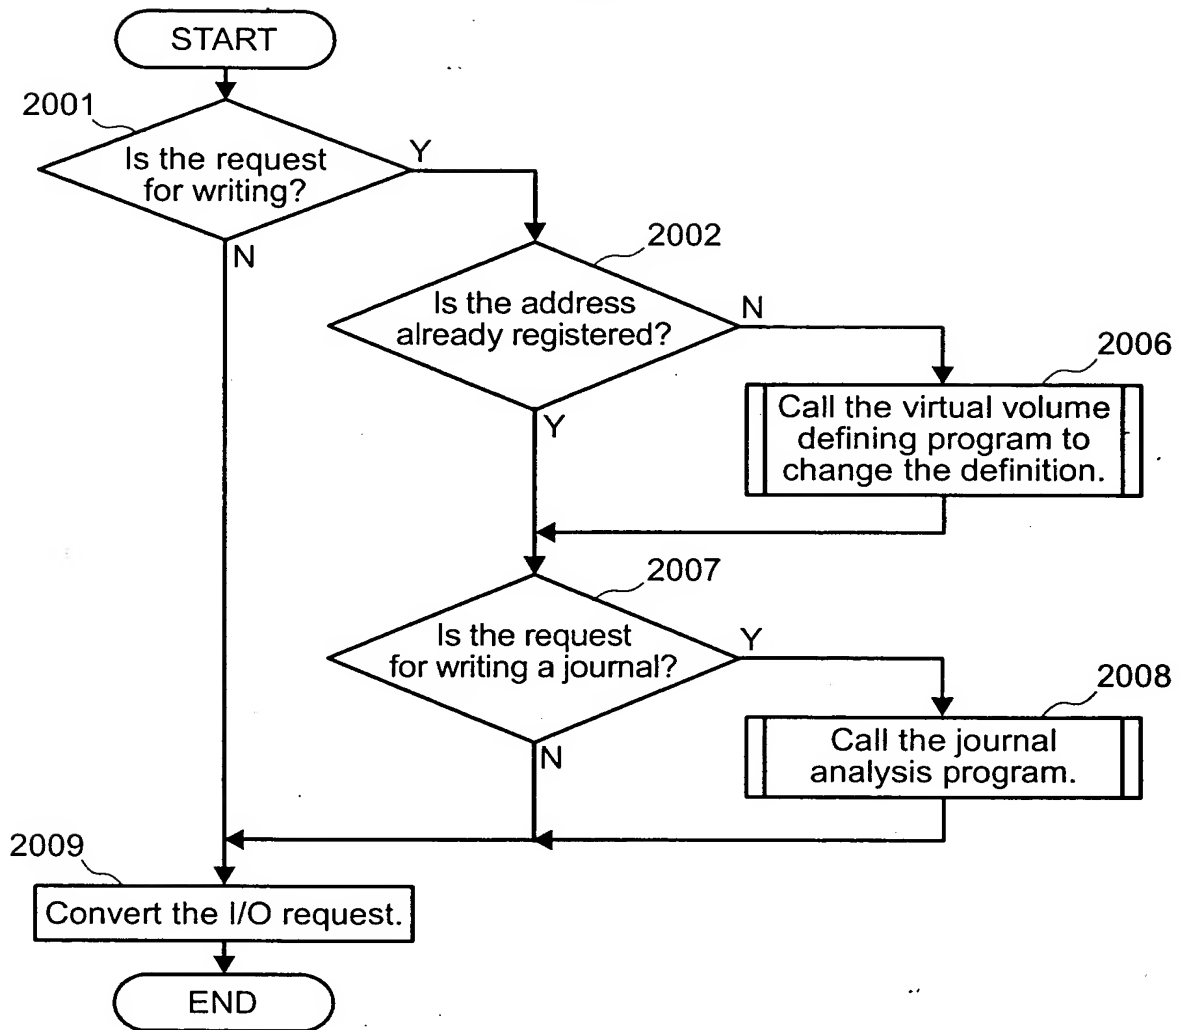 START
2001
Is the request
for writing?
Y
N
2002
Is the address
already registered?
N
Y
2006
Call the virtual volume
defining program to
change the definition.
2007
Is the request
for writing a journal?
Y
N
2008
Call the journal
analysis program.
2009
Convert the I/O request.
END